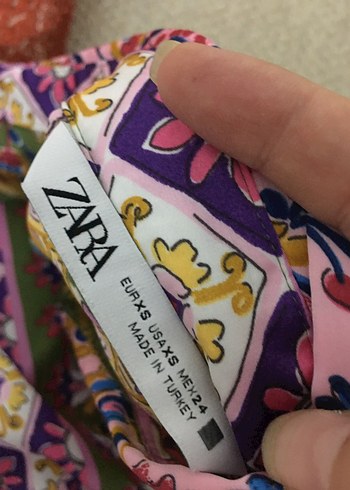 ZARA
EUR XS USA XS MEX 24
MADE IN TURKEY